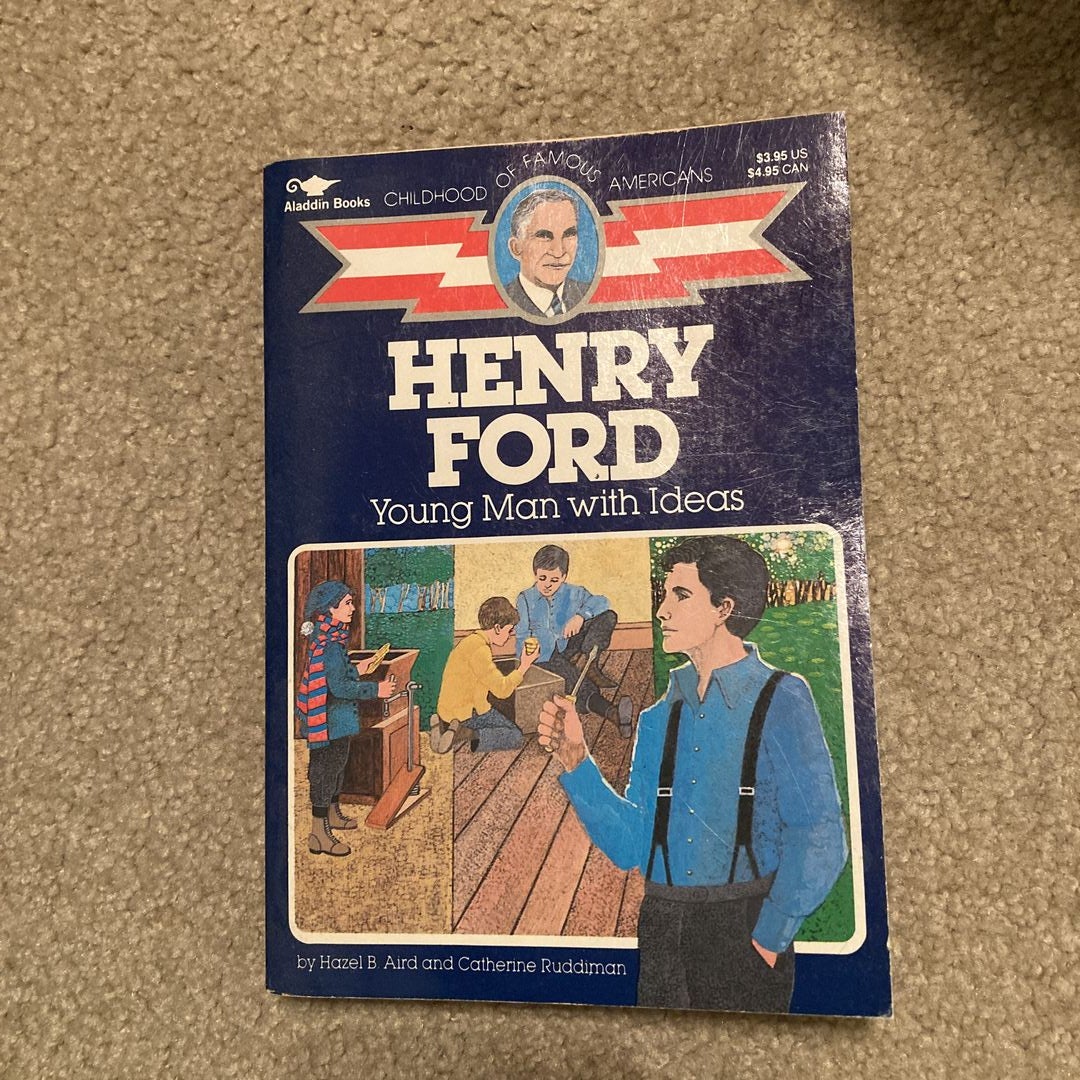 Aladdin Books
CHILDHOOD OF FAMOUS AMERICANS
$3.95 US
$4.95 CAN
HENRY
FORD
Young Man with Ideas
by Hazel B. Aird and Catherine Ruddiman